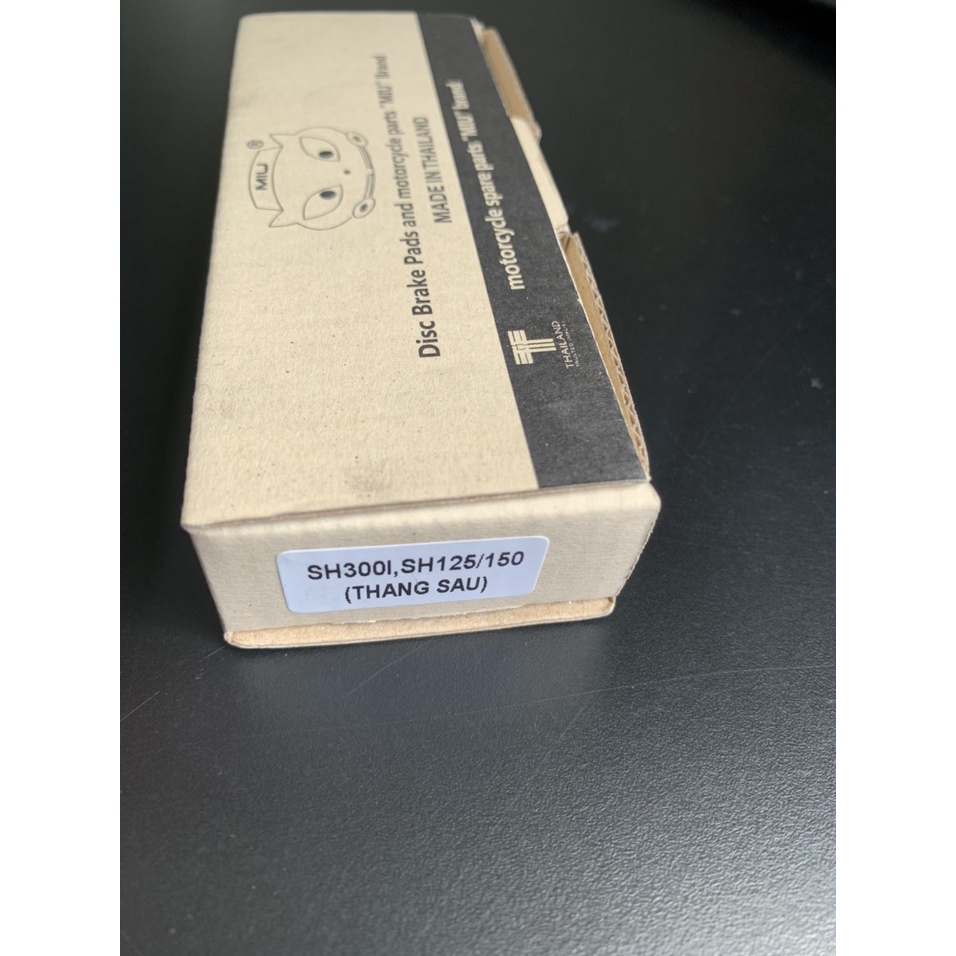 MIU ®
Disc Brake Pads and motorcycle parts "MIU" Brand
MADE IN THAILAND
motorcycle spare parts "MIU" brand
THAILAND
SH300I,SH125/150
(THANG SAU)